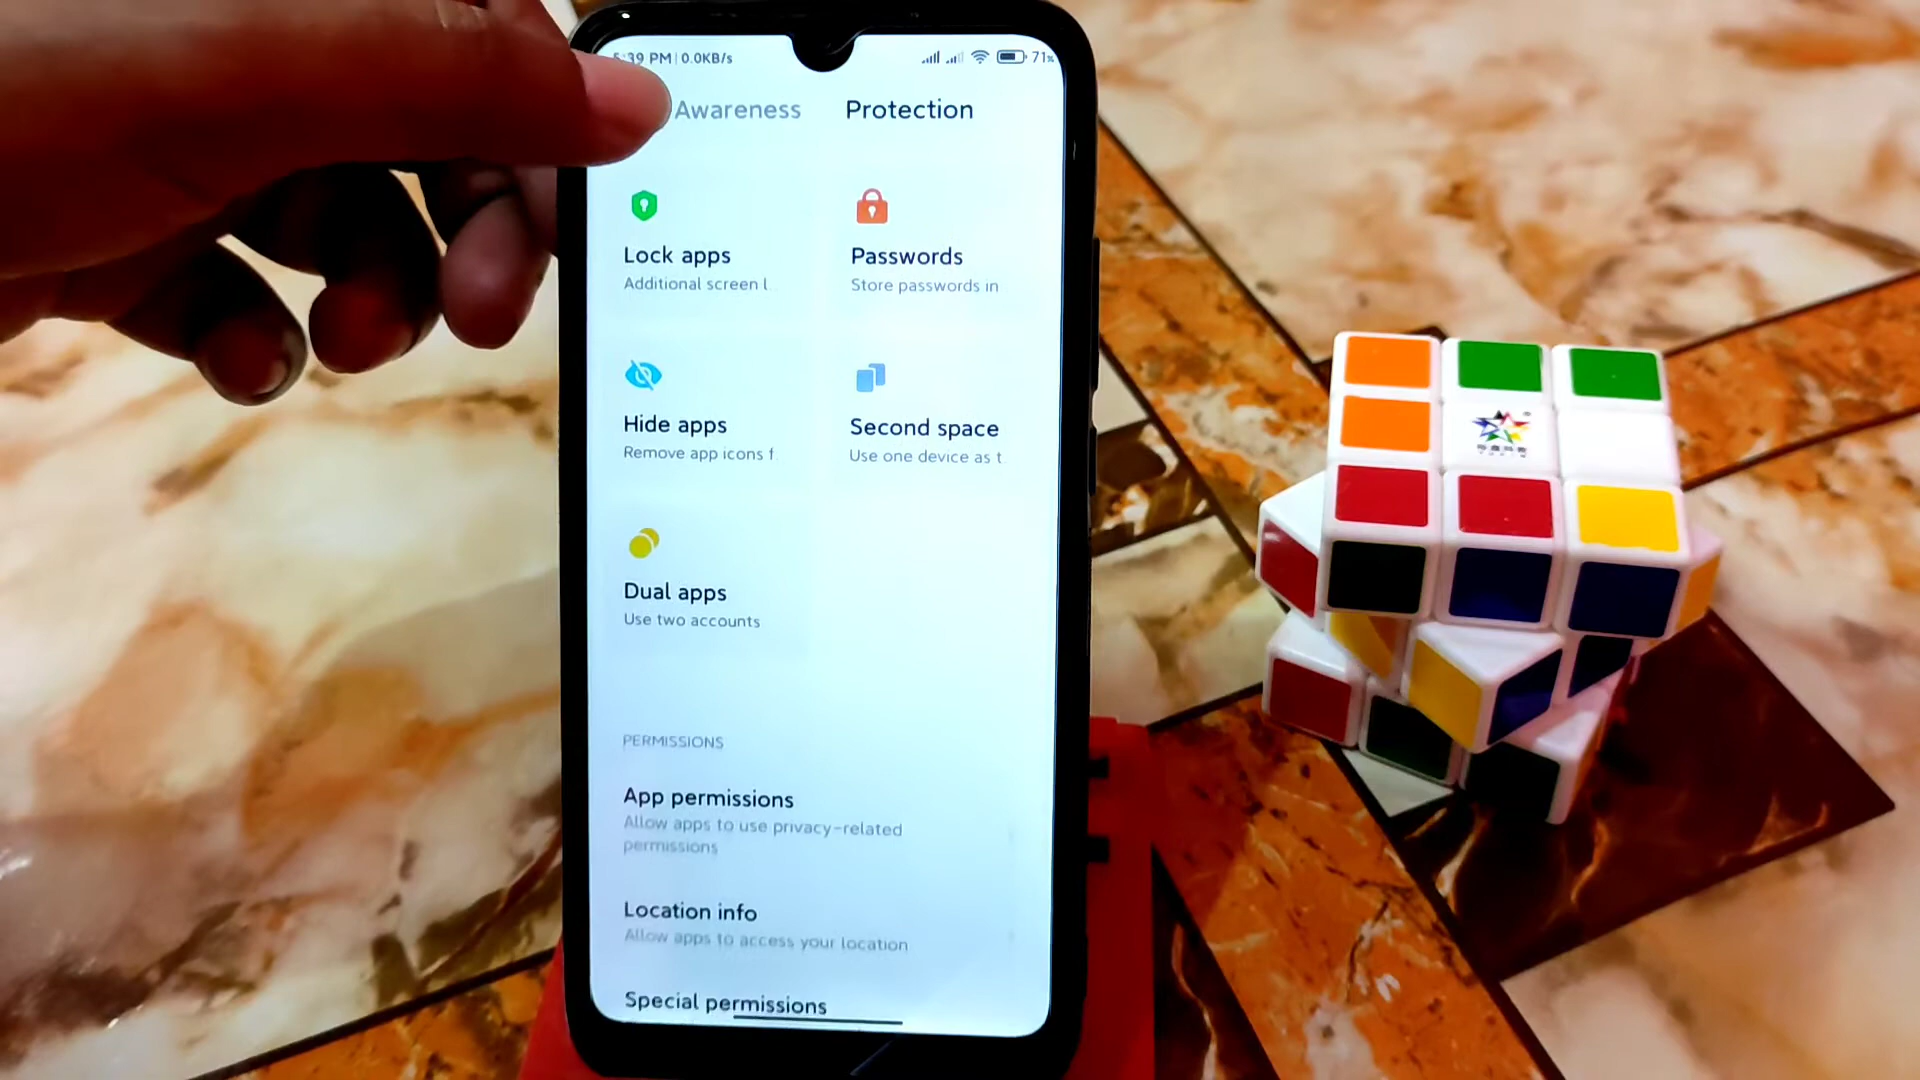 39 PM | 0.0KB/s
71%
Awareness
Protection
Lock apps
Additional screen l
Passwords
Store passwords in
Hide apps
Remove app icons f
Second space
Use one device as t
Dual apps
Use two accounts
PERMISSIONS
App permissions
Allow apps to use privacy-related
permissions
Location info
Allow apps to access your location
Special permissions